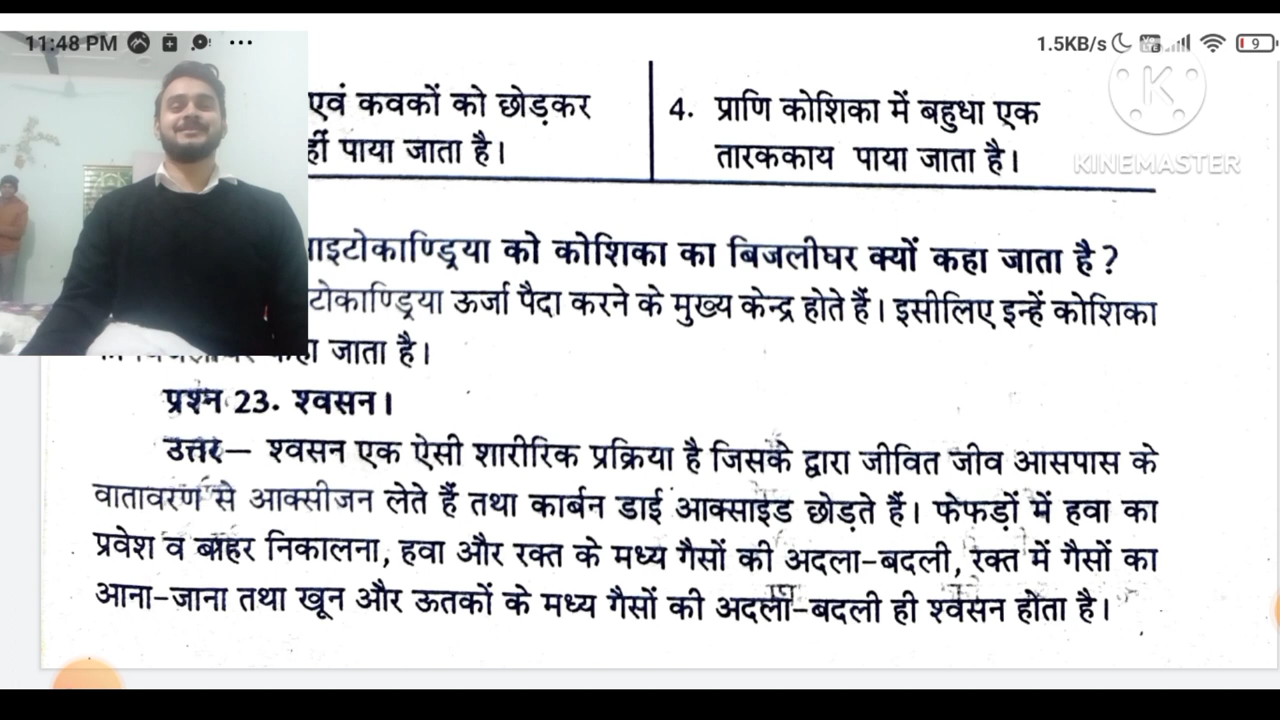 11:48 PM
1.5KB/s
9
K
KINEMASTER
एवं कवकों को छोड़कर
पाया जाता है।
4. प्राणि कोशिका में बहुधा एक
तारककाय पाया जाता है।
को कोशिका का बिजलीघर क्यों कहा जाता है ?
ऊर्जा पैदा करने के मुख्य केन्द्र होते हैं। इसीलिए इन्हें कोशिका
जाता है।
प्रश्न 23. श्वसन।
उत्तर— श्वसन एक ऐसी शारीरिक प्रक्रिया है जिसके द्वारा जीवित जीव आसपास के
वातावरण से आक्सीजन लेते हैं तथा कार्बन डाई आक्साइड छोड़ते हैं। फेफड़ों में हवा का
प्रवेश व बाहर निकालना, हवा और रक्त के मध्य गैसों की अदला-बदली, रक्त में गैसों का
आना-जाना तथा खून और ऊतकों के मध्य गैसों की अदला-बदली ही श्वसन होता है।